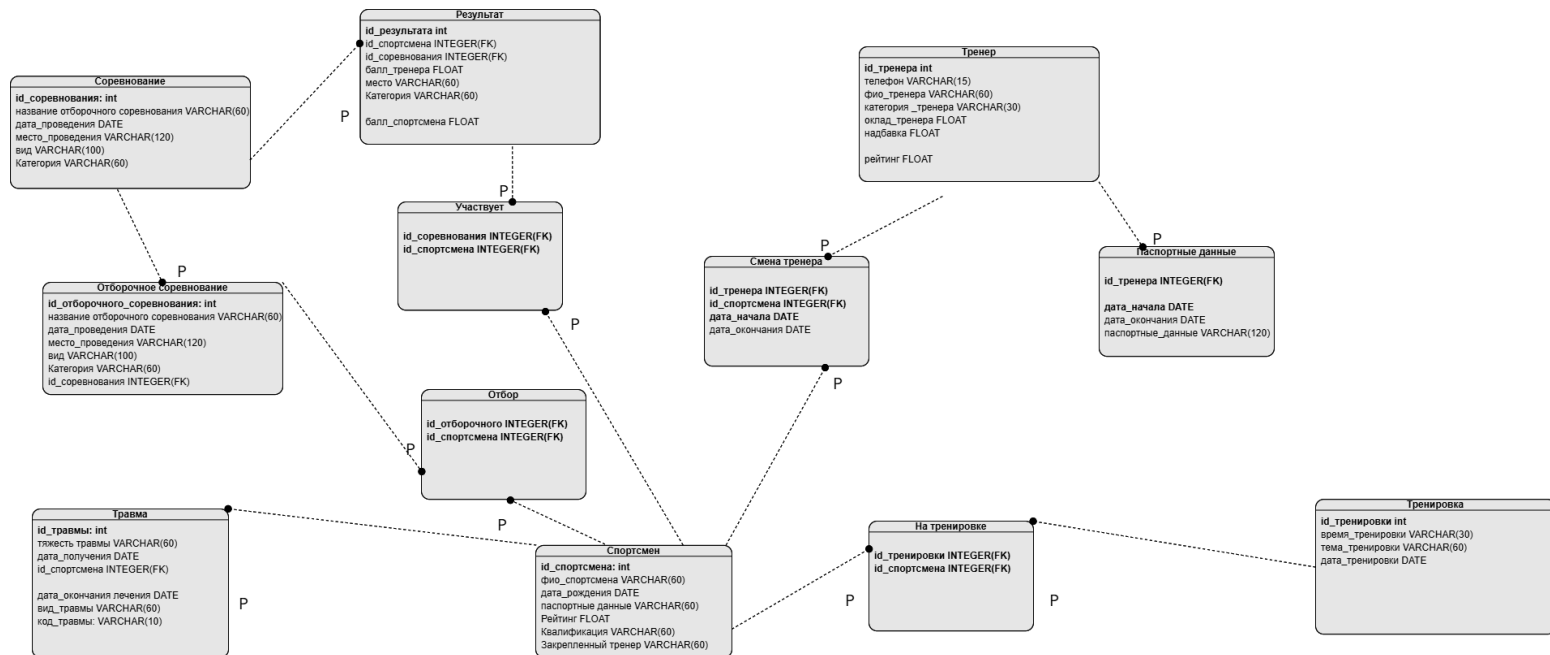 Результат
id_результата int
id_спортсмена INTEGER(FK)
id_соревнования INTEGER(FK)
балл_тренера FLOAT
место VARCHAR(60)
Категория VARCHAR(60)
балл_спортсмена FLOAT
P
Соревнование
id_соревнования: int
название отборочного соревнования VARCHAR(60)
дата_проведения DATE
место_проведения VARCHAR(120)
вид VARCHAR(100)
Категория VARCHAR(60)
Тренер
id_тренера int
телефон VARCHAR(15)
фио_тренера VARCHAR(60)
категория _тренера VARCHAR(30)
оклад_тренера FLOAT
надбавка FLOAT
рейтинг FLOAT
P
Участвует
id_соревнования INTEGER(FK)
id_спортсмена INTEGER(FK)
P
P
Смена тренера
id_тренера INTEGER(FK)
id_спортсмена INTEGER(FK)
дата_начала DATE
дата_окончания DATE
P
P
Паспортные данные
id_тренера INTEGER(FK)
дата_начала DATE
дата_окончания DATE
паспортные_данные VARCHAR(120)
P
Отборочное соревнование
id_отборочного_соревнования: int
название отборочного соревнования VARCHAR(60)
дата_проведения DATE
место_проведения VARCHAR(120)
вид VARCHAR(100)
Категория VARCHAR(60)
id_соревнования INTEGER(FK)
Отбор
id_отборочного INTEGER(FK)
id_спортсмена INTEGER(FK)
P
P
Травма
id_травмы: int
тяжесть травмы VARCHAR(60)
дата_получения DATE
id_спортсмена INTEGER(FK)
дата_окончания лечения DATE
вид_травмы VARCHAR(60)
код_травмы: VARCHAR(10)
P
Спортсмен
id_спортсмена: int
фио_спортсмена VARCHAR(60)
дата_рождения DATE
паспортные данные VARCHAR(60)
Рейтинг FLOAT
Квалификация VARCHAR(60)
Закрепленный тренер VARCHAR(60)
На тренировке
id_тренировки INTEGER(FK)
id_спортсмена INTEGER(FK)
P
P
Тренировка
id_тренировки int
время_тренировки VARCHAR(30)
тема_тренировки VARCHAR(60)
дата_тренировки DATE